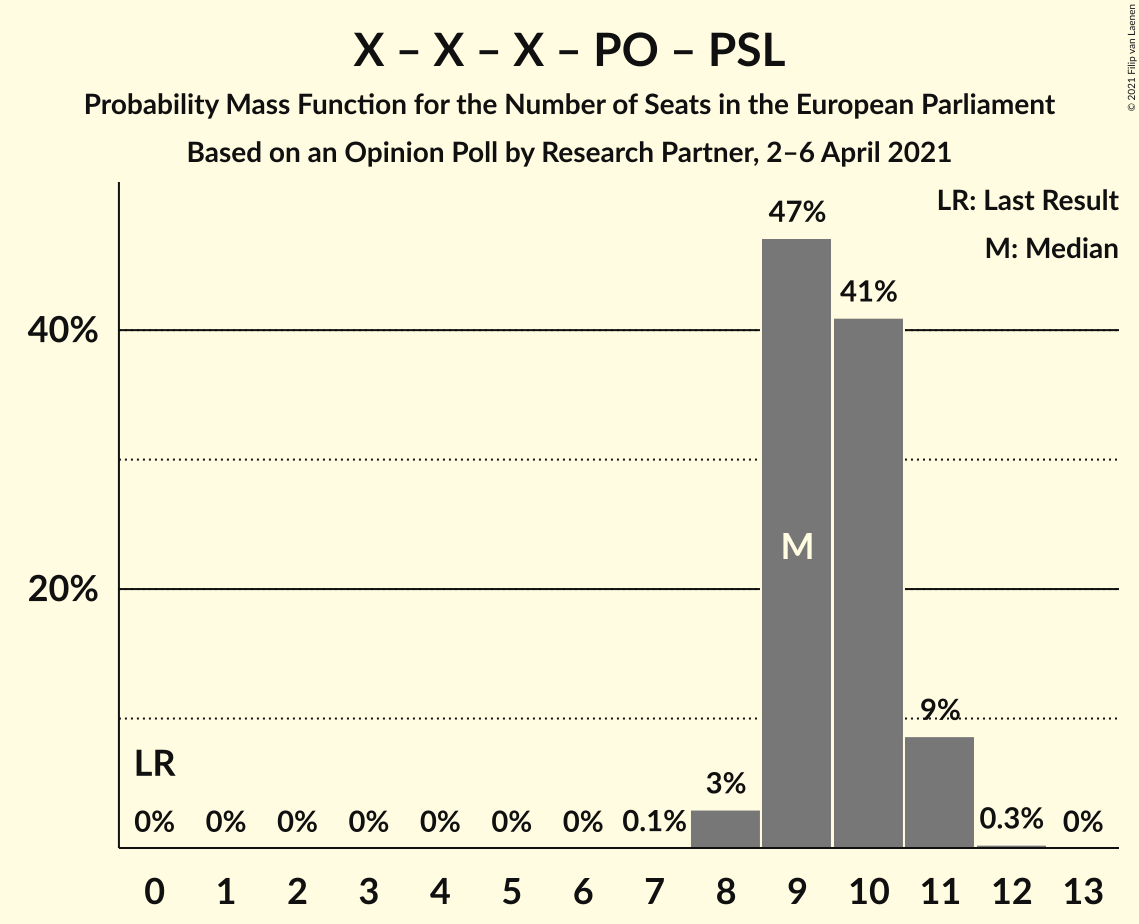 X – X – X – PO – PSL
Probability Mass Function for the Number of Seats in the European Parliament
Based on an Opinion Poll by Research Partner, 2–6 April 2021
© 2021 Filip van Laenen
LR: Last Result
M: Median
47%
41%
40%
M
20%
9%
LR
3%
0% 0% 0% 0% 0% 0% 0% 0.1% 0.3% 0%
0 1 2 3 4 5 6 7 8 9 10 11 12 13